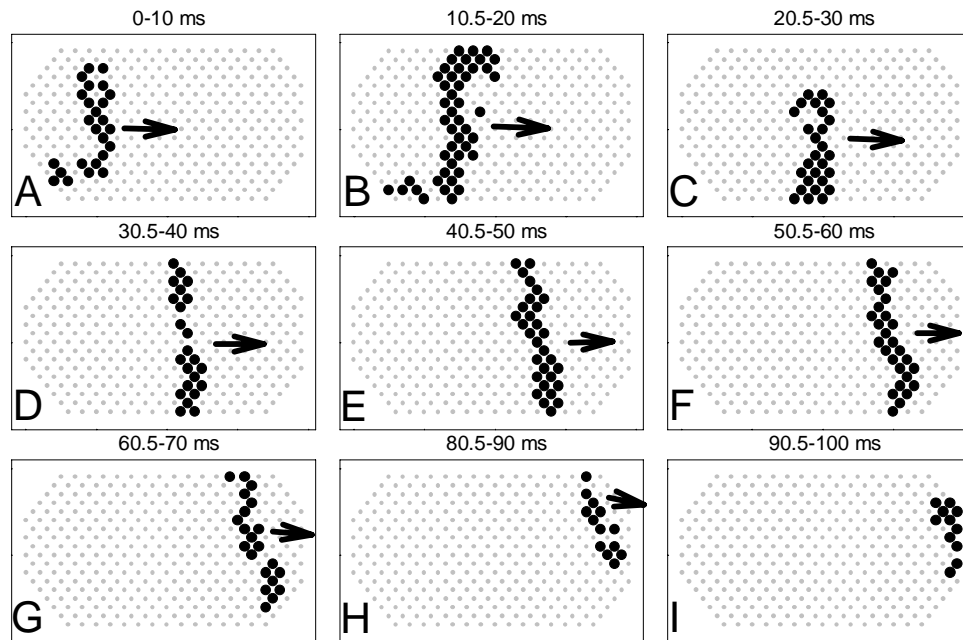 0-10 ms
10.5-20 ms
20.5-30 ms
A
B
C
30.5-40 ms
40.5-50 ms
50.5-60 ms
D
E
F
60.5-70 ms
80.5-90 ms
90.5-100 ms
G
H
I